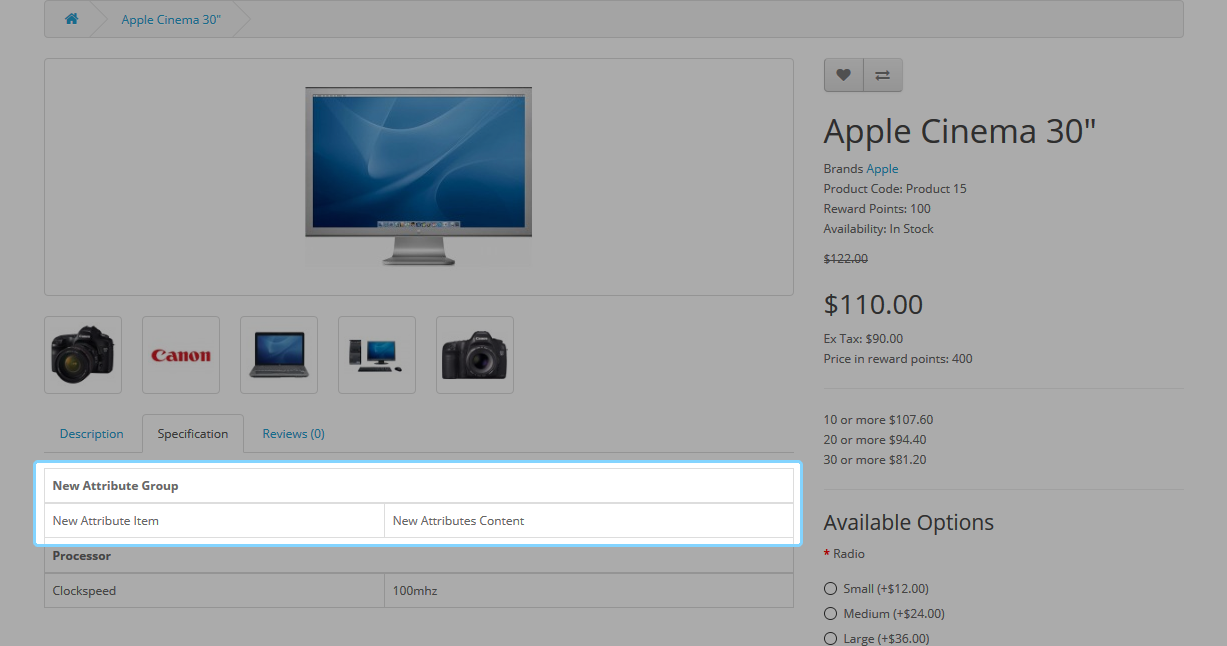 Apple Cinema 30"
Canon
Description
Specification
Reviews (0)
New Attribute Group
New Attribute Item
New Attributes Content
Processor
Clockspeed
100mhz
Apple Cinema 30"
Brands Apple
Product Code: Product 15
Reward Points: 100
Availability: In Stock
$122.00
$110.00
Ex Tax: $90.00
Price in reward points: 400
10 or more $107.60
20 or more $94.40
30 or more $81.20
Available Options
* Radio
Small (+$12.00)
Medium (+$24.00)
Large (+$36.00)